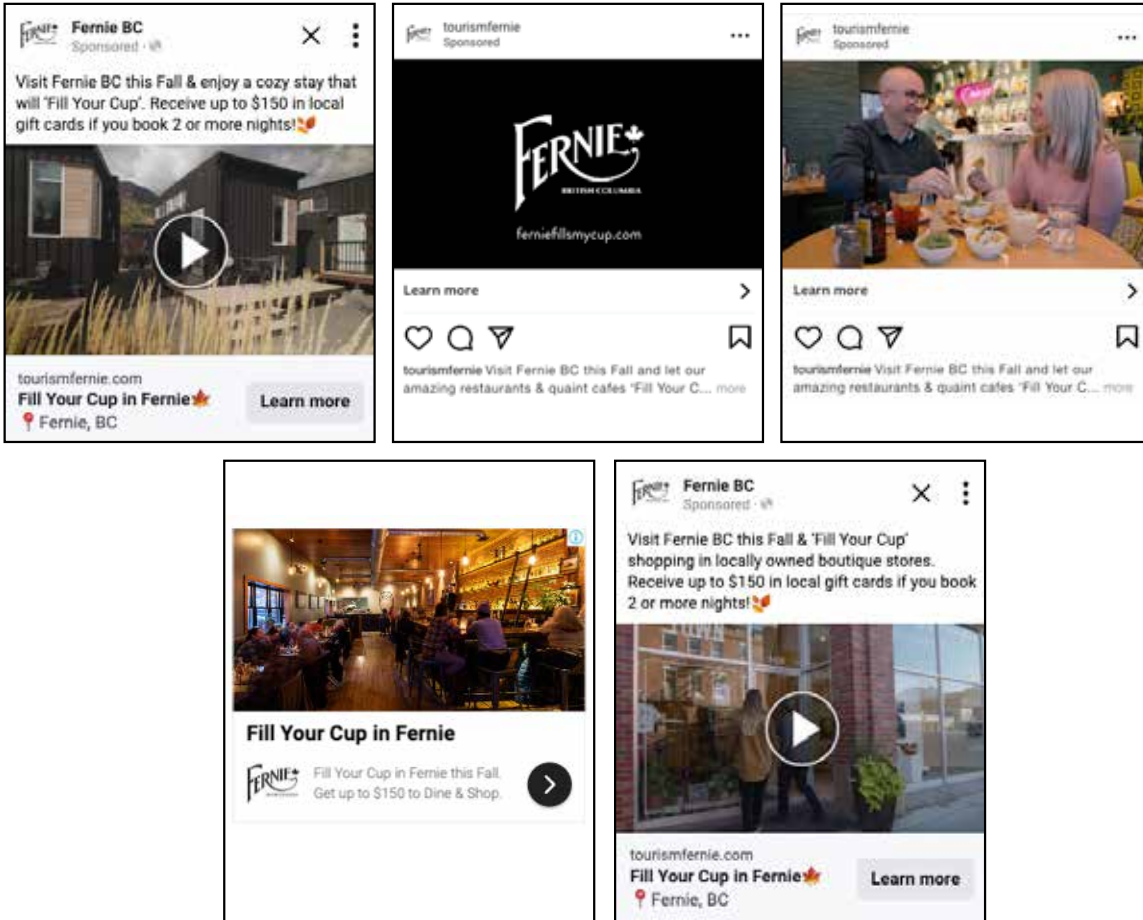 FERNIE
Fernie BC
Sponsored ·
Visit Fernie BC this Fall & enjoy a cozy stay that
will 'Fill Your Cup'. Receive up to $150 in local
gift cards if you book 2 or more nights!
tourismfernie.com
Fill Your Cup in Fernie
Fernie, BC
Learn more
FERNIE
tourismfernie
Sponsored
FERNIE
BRITISH COLUMBIA
ferniefillsmycup.com
Learn more
tourismfernie Visit Fernie BC this Fall and let our
amazing restaurants & quaint cafes 'Fill Your C... more
FERNIE
tourismfernie
Sponsored
Learn more
tourismfernie Visit Fernie BC this Fall and let our
amazing restaurants & quaint cafes 'Fill Your C... more
Fill Your Cup in Fernie
FERNIE
Fill Your Cup in Fernie this Fall.
Get up to $150 to Dine & Shop.
FERNIE
Fernie BC
Sponsored ·
Visit Fernie BC this Fall & 'Fill Your Cup'
shopping in locally owned boutique stores.
Receive up to $150 in local gift cards if you book
2 or more nights!
tourismfernie.com
Fill Your Cup in Fernie
Fernie, BC
Learn more